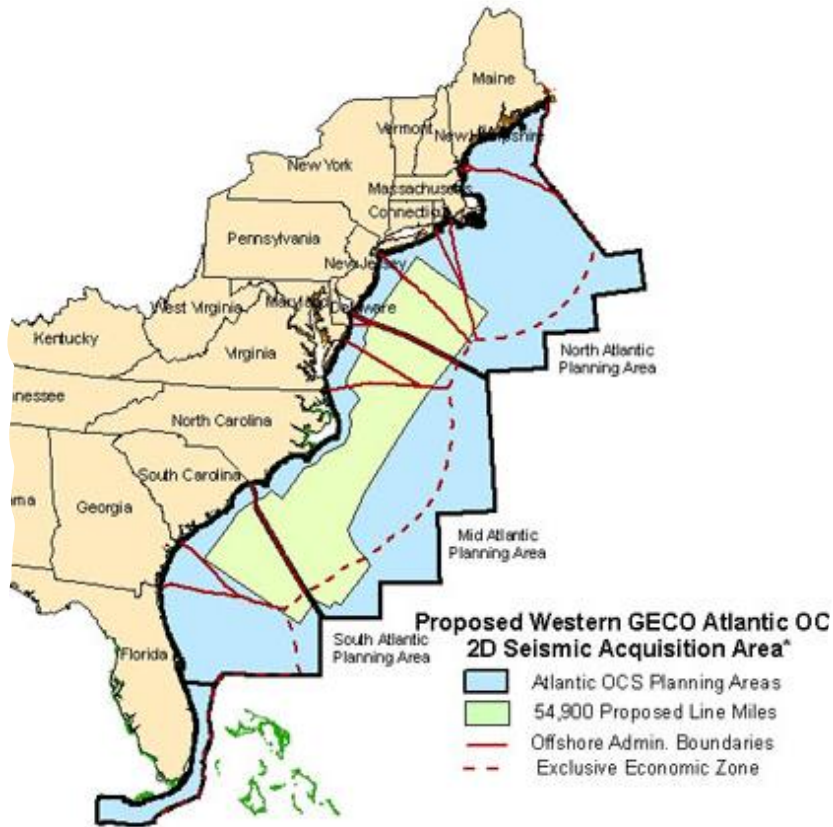 Maine
Vermont
New Hampshire
New York
Massachusetts
Connectic
Pennsylvania
New Jersey
West Virginia
Maryland
Delaware
Kentucky
Virginia
North Atlantic
Planning Area
nnessee
North Carolina
South Carolina
ma
Georgia
Mid Atlantic
Planning Area
Florida
South Atlantic
Planning Area
Proposed Western GECO Atlantic OC
2D Seismic Acquisition Area*
Atlantic OCS Planning Areas
54,900 Proposed Line Miles
Offshore Admin. Boundaries
Exclusive Economic Zone